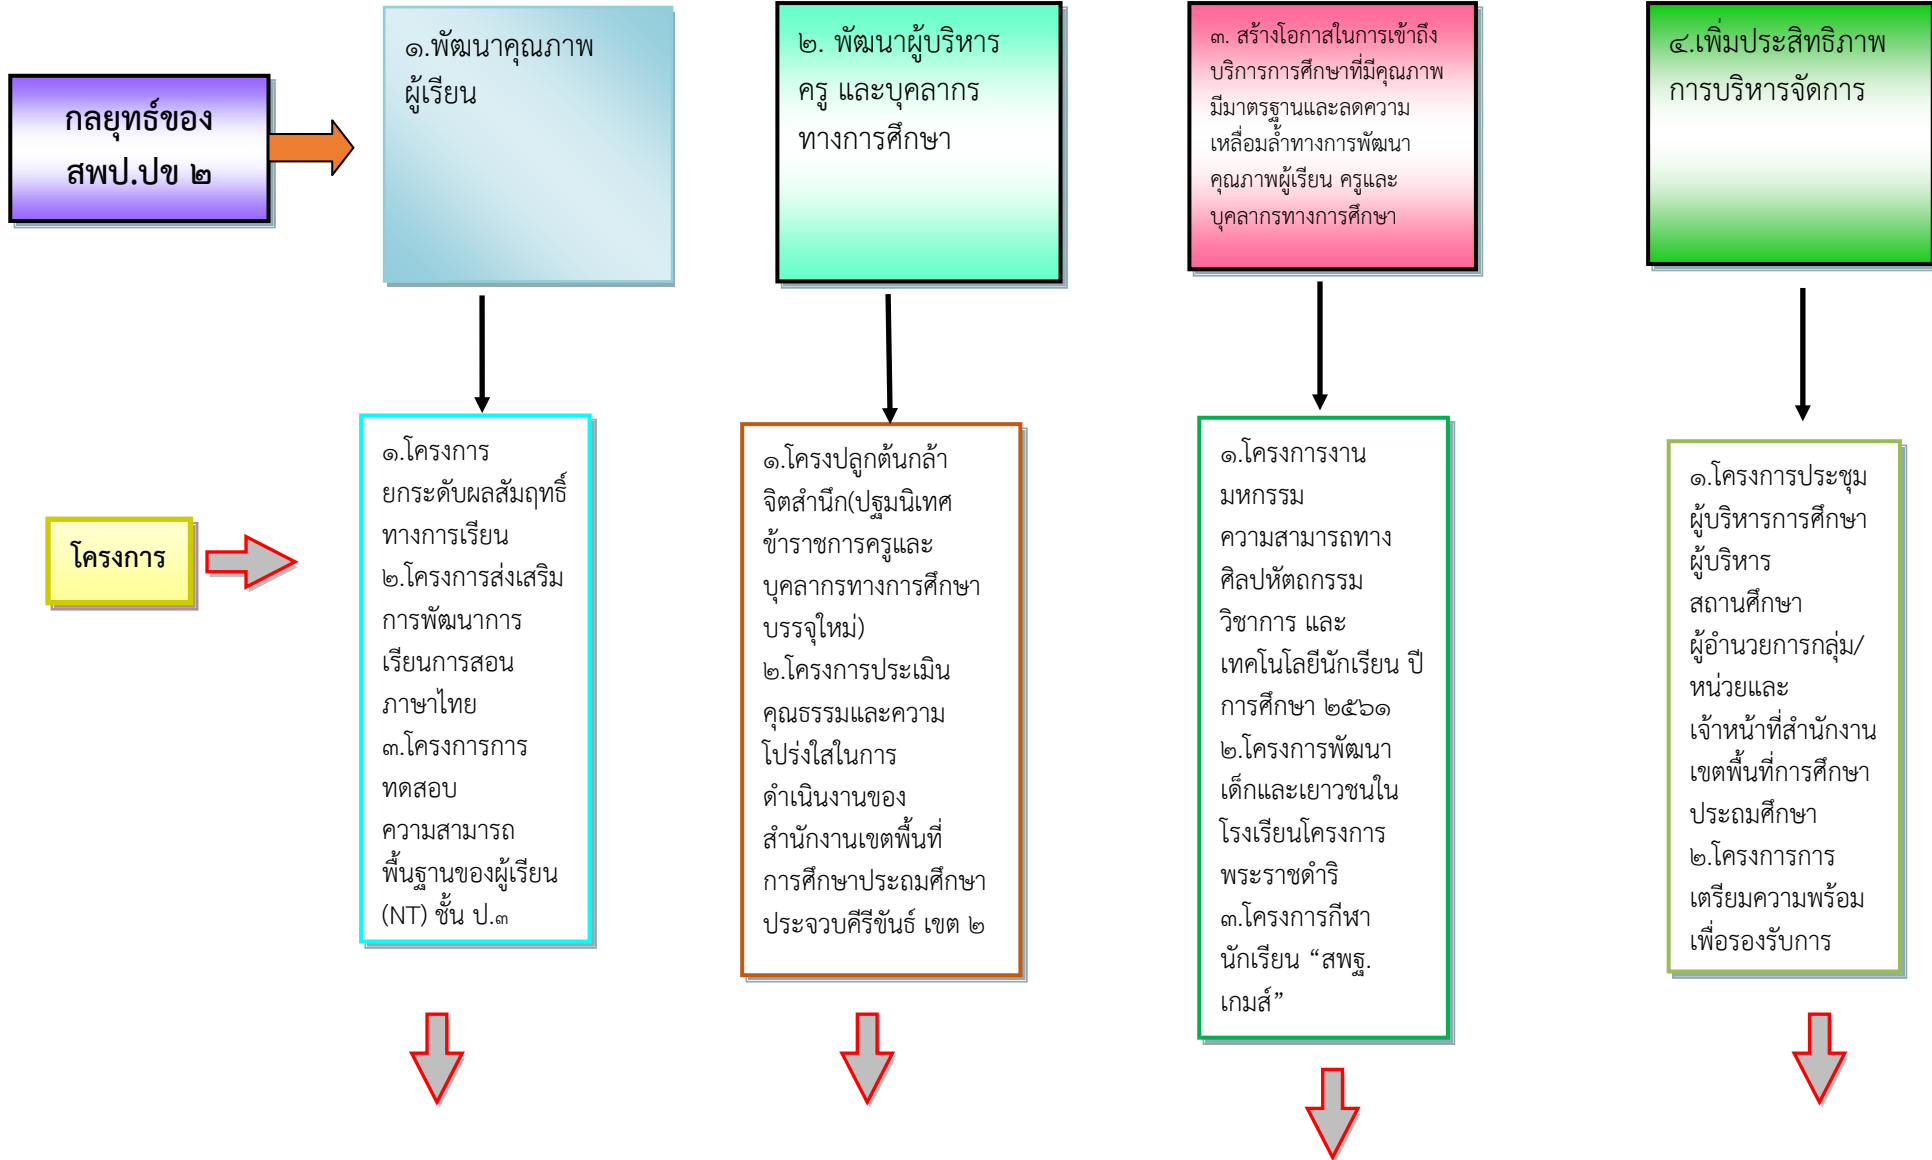 กลยุทธ์ของ
สพป.ปข ๒
๑.พัฒนาคุณภาพ
ผู้เรียน
๒. พัฒนาผู้บริหาร
ครู และบุคลากร
ทางการศึกษา
๓. สร้างโอกาสในการเข้าถึง
บริการการศึกษาที่มีคุณภาพ
มีมาตรฐานและลดความ
เหลื่อมล้ำทางการพัฒนา
คุณภาพผู้เรียน ครูและ
บุคลากรทางการศึกษา
๔.เพิ่มประสิทธิภาพ
การบริหารจัดการ
โครงการ
๑.โครงการ
ยกระดับผลสัมฤทธิ์
ทางการเรียน
๒.โครงการส่งเสริม
การพัฒนาการ
เรียนการสอน
ภาษาไทย
๓.โครงการการ
ทดสอบ
ความสามารถ
พื้นฐานของผู้เรียน
(NT) ชั้น ป.๓
๑.โครงปลูกต้นกล้า
จิตสำนึก(ปฐมนิเทศ
ข้าราชการครูและ
บุคลากรทางการศึกษา
บรรจุใหม่)
๒.โครงการประเมิน
คุณธรรมและความ
โปร่งใสในการ
ดำเนินงานของ
สำนักงานเขตพื้นที่
การศึกษาประถมศึกษา
ประจวบคีรีขันธ์ เขต ๒
๑.โครงการงาน
มหกรรม
ความสามารถทาง
ศิลปหัตถกรรม
วิชาการ และ
เทคโนโลยีนักเรียน ปี
การศึกษา ๒๕๖๑
๒.โครงการพัฒนา
เด็กและเยาวชนใน
โรงเรียนโครงการ
พระราชดำริ
๓.โครงการกีฬา
นักเรียน “สพฐ.
เกมส์”
๑.โครงการประชุม
ผู้บริหารการศึกษา
ผู้บริหาร
สถานศึกษา
ผู้อำนวยการกลุ่ม/
หน่วยและ
เจ้าหน้าที่สำนักงาน
เขตพื้นที่การศึกษา
ประถมศึกษา
๒.โครงการการ
เตรียมความพร้อม
เพื่อรองรับการ